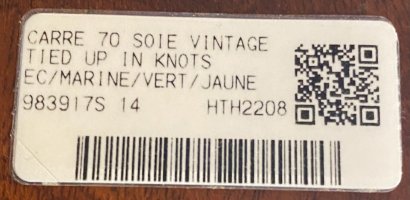 CARRE 70 SOIE VINTAGE
TIED UP IN KNOTS
EC/MARINE/VERT/JAUNE
983917S 14 HTH2208